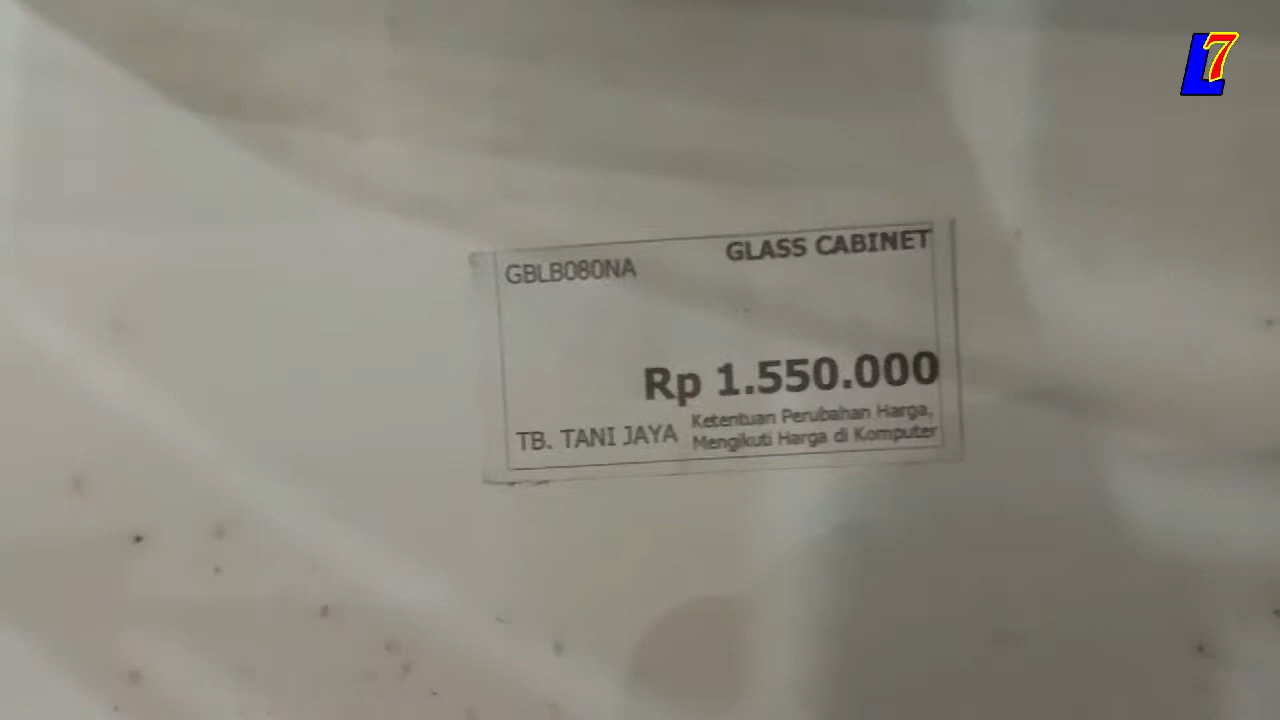 L7
GLASS CABINET
GBLB080NA
Rp 1.550.000
TB. TANI JAYA
Ketentuan Perubahan Harga,
Mengikuti Harga di Komputer